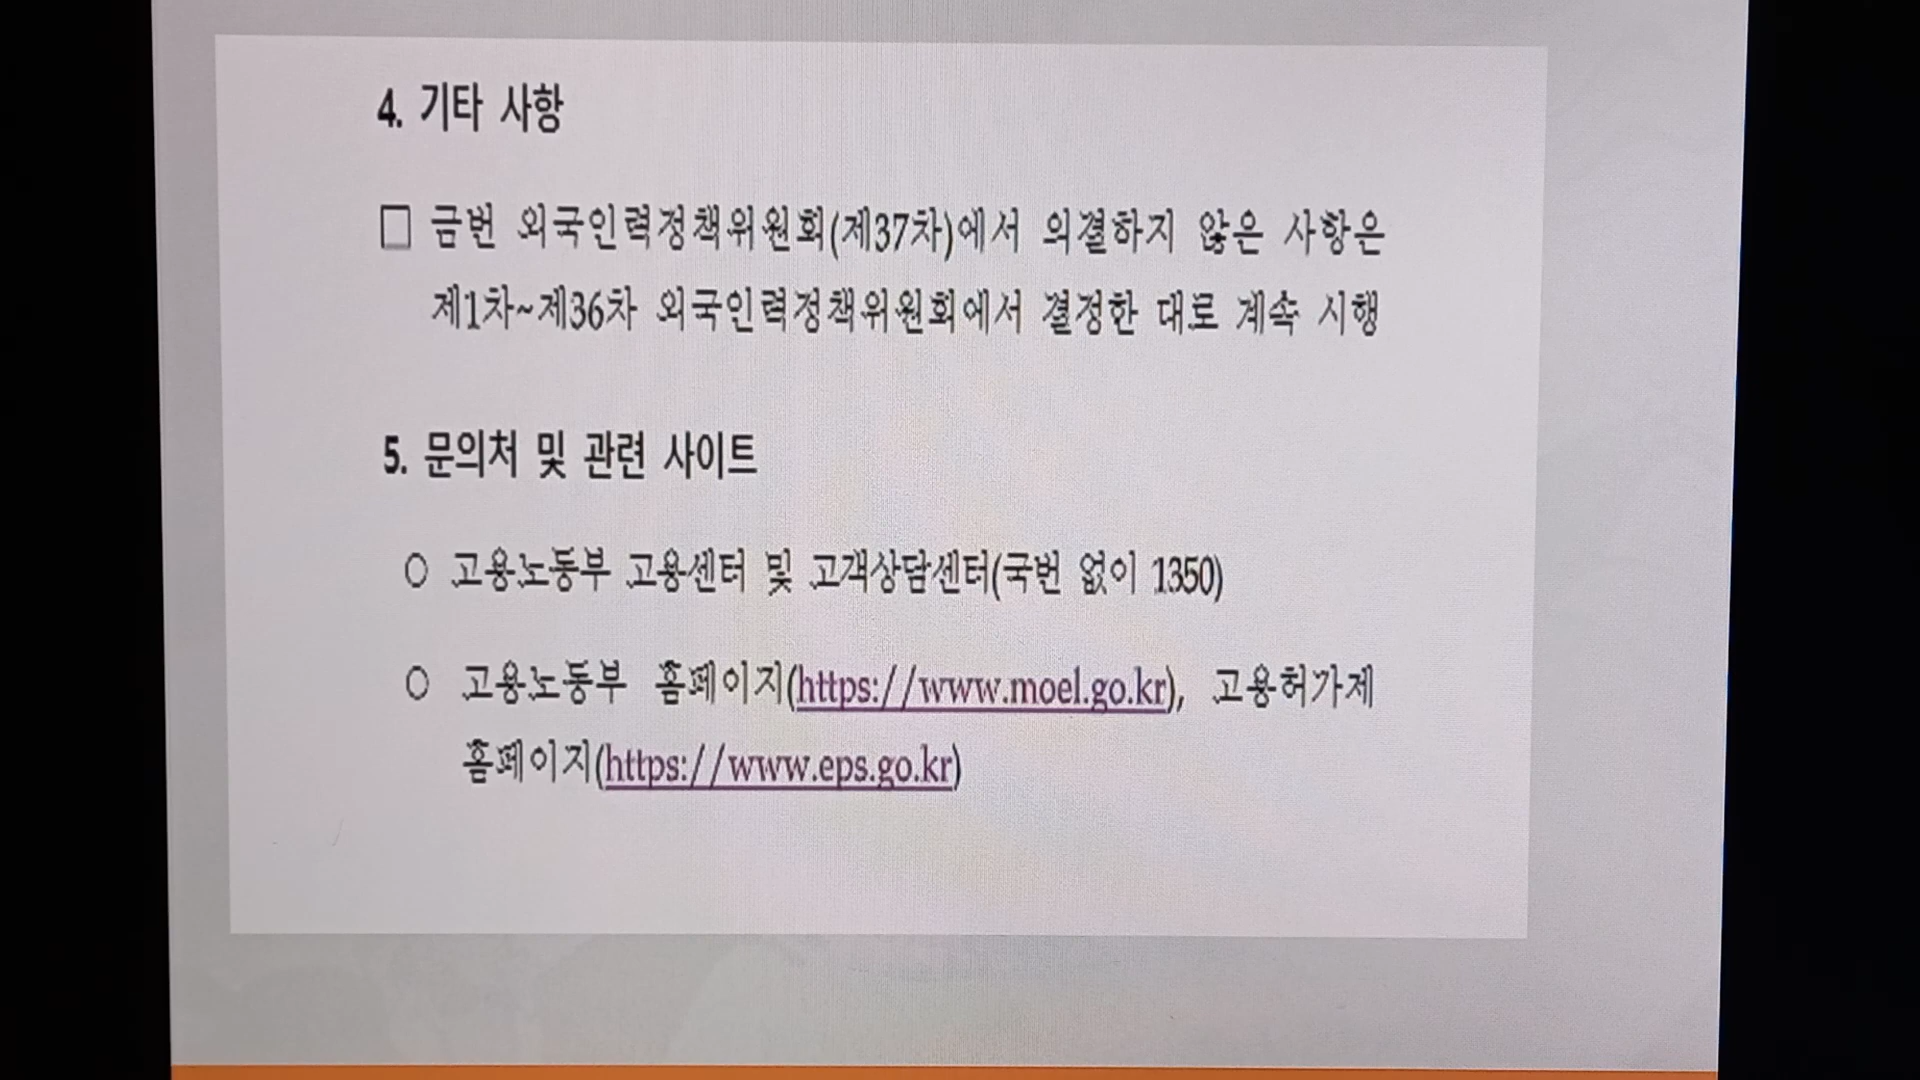 4. 기타 사항
□ 금번 외국인력정책위원회(제37차)에서 의결하지 않은 사항은
제1차~제36차 외국인력정책위원회에서 결정한 대로 계속 시행
5. 문의처 및 관련 사이트
○ 고용노동부 고용센터 및 고객상담센터(국번 없이 1350)
○ 고용노동부 홈페이지(https://www.moel.go.kr), 고용허가제
홈페이지(https://www.eps.go.kr)